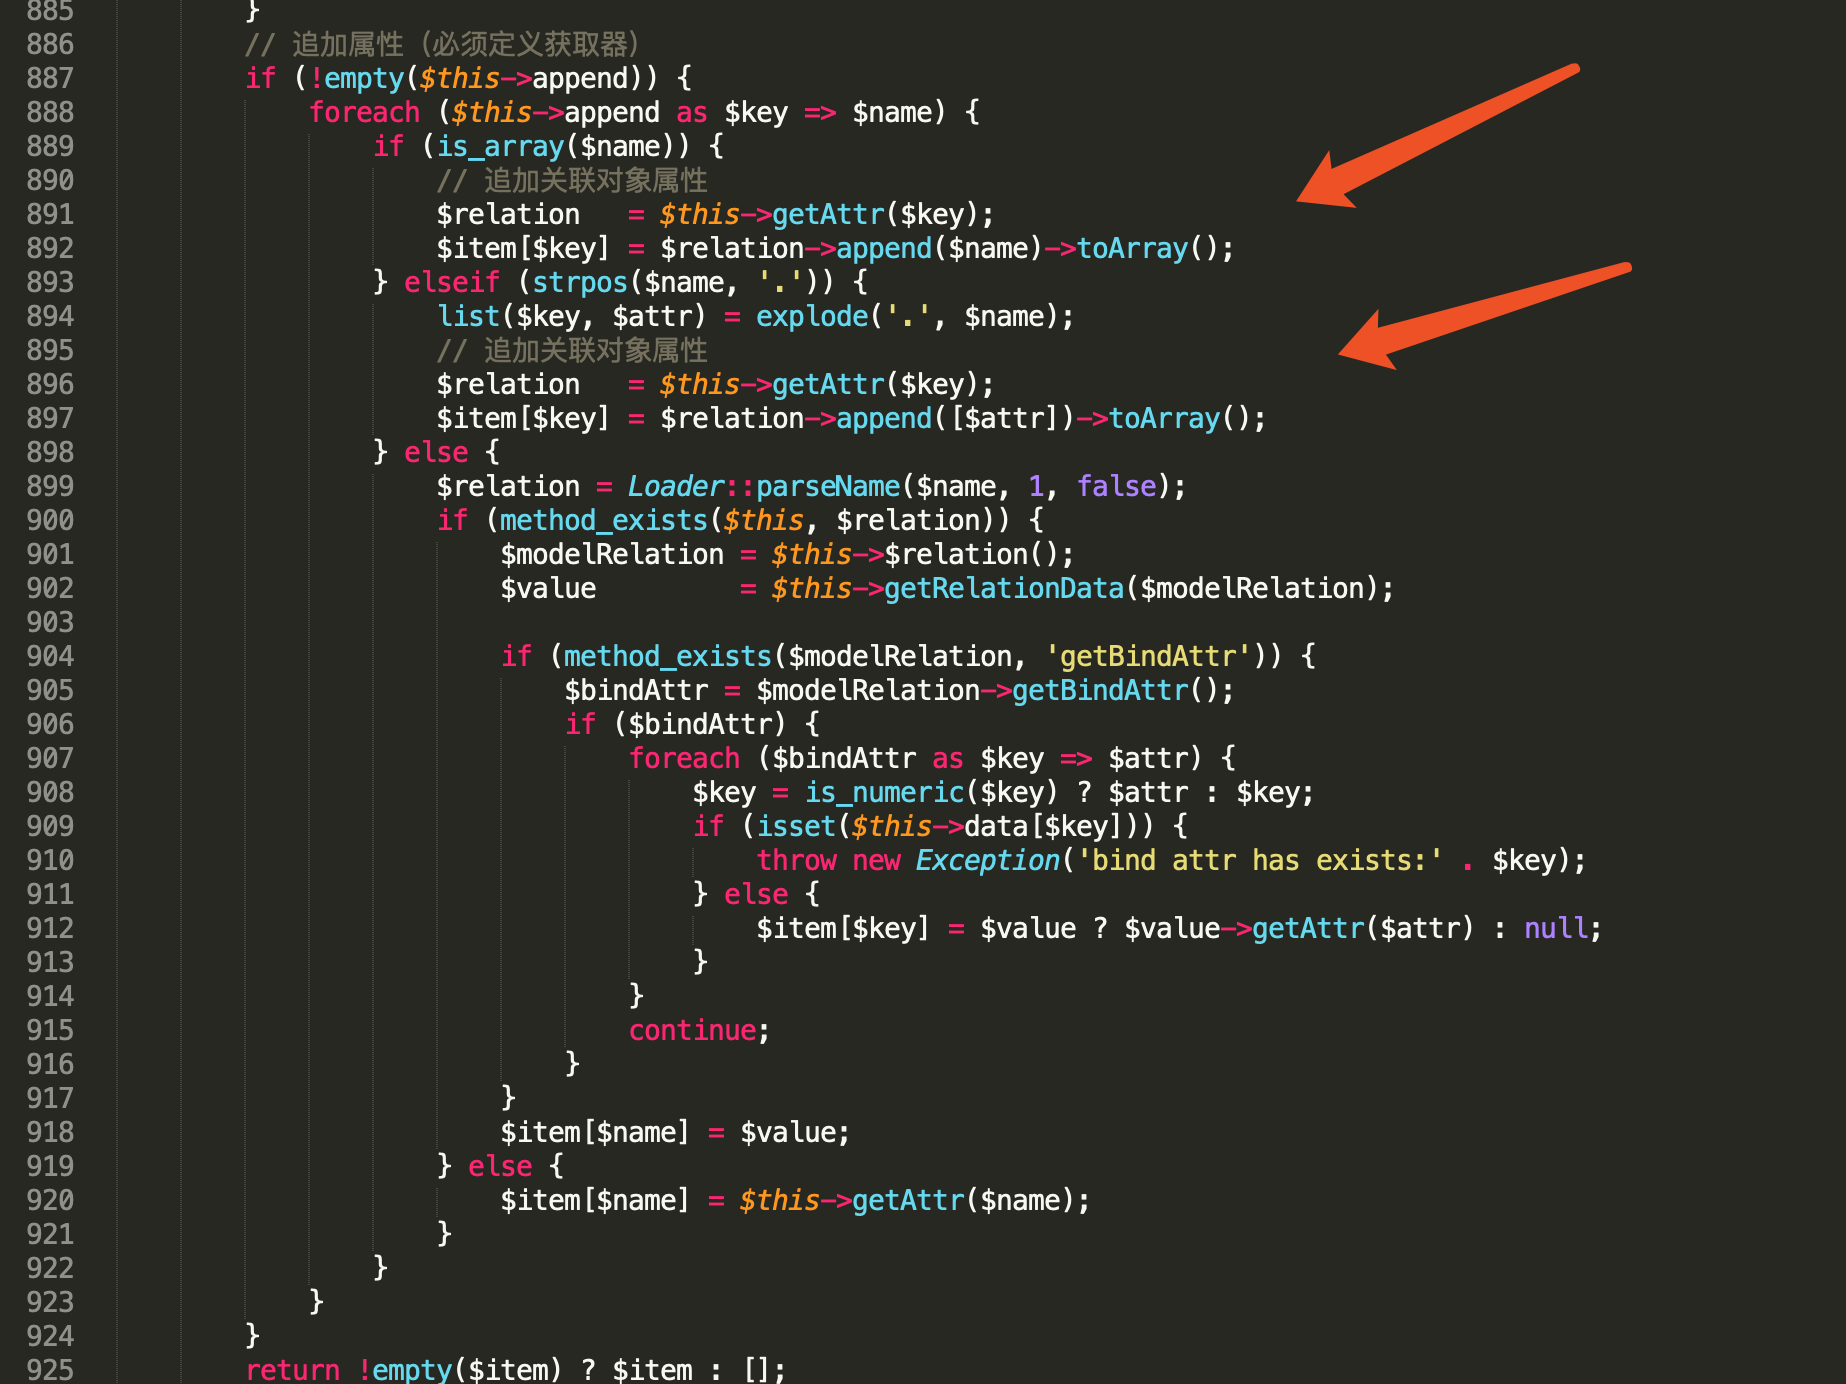 885 }
886 // 追加属性（必须定义获取器）
887 if (!empty($this->append)) {
888 foreach ($this->append as $key => $name) {
889 if (is_array($name)) {
890 // 追加关联对象属性
891 $relation   = $this->getAttr($key);
892 $item[$key] = $relation->append($name)->toArray();
893 } elseif (strpos($name, '.')) {
894 list($key, $attr) = explode('.', $name);
895 // 追加关联对象属性
896 $relation   = $this->getAttr($key);
897 $item[$key] = $relation->append([$attr])->toArray();
898 } else {
899 $relation = Loader::parseName($name, 1, false);
900 if (method_exists($this, $relation)) {
901 $modelRelation = $this->$relation();
902 $value         = $this->getRelationData($modelRelation);
903
904 if (method_exists($modelRelation, 'getBindAttr')) {
905 $bindAttr = $modelRelation->getBindAttr();
906 if ($bindAttr) {
907 foreach ($bindAttr as $key => $attr) {
908 $key = is_numeric($key) ? $attr : $key;
909 if (isset($this->data[$key])) {
910 throw new Exception('bind attr has exists:' . $key);
911 } else {
912 $item[$key] = $value ? $value->getAttr($attr) : null;
913 }
914 }
915 continue;
916 }
917 }
918 $item[$name] = $value;
919 } else {
920 $item[$name] = $this->getAttr($name);
921 }
922 }
923 }
924 }
925 return !empty($item) ? $item : [];